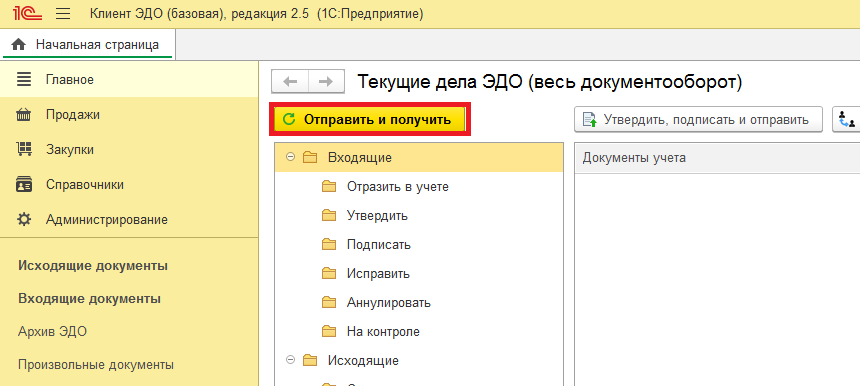 1С Клиент ЭДО (базовая), редакция 2.5 (1С:Предприятие)
Начальная страница
Главное
Продажи
Закупки
Справочники
Администрирование
Исходящие документы
Входящие документы
Архив ЭДО
Произвольные документы
Текущие дела ЭДО (весь документооборот)
Отправить и получить
Утвердить, подписать и отправить
Входящие
Отразить в учете
Утвердить
Подписать
Исправить
Аннулировать
На контроле
Исходящие
Документы учета